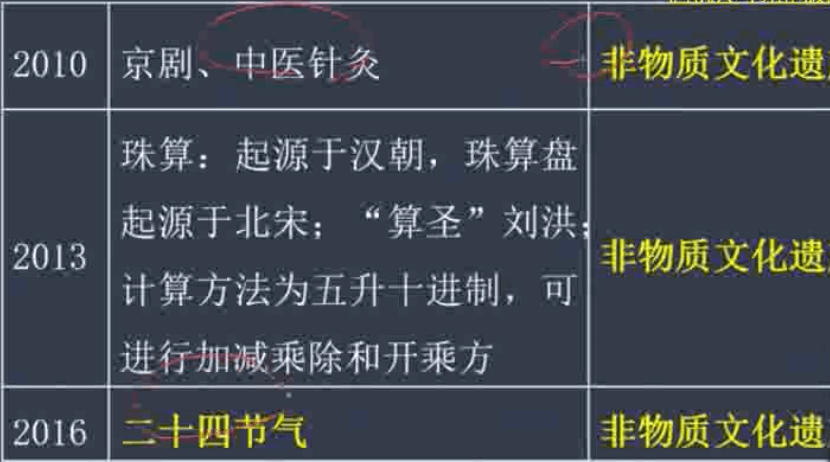 2010 京剧、中医针灸 非物质文化遗
珠算：起源于汉朝，珠算盘
起源于北宋；“算圣”刘洪；
2013 非物质文化遗
计算方法为五升十进制，可
进行加减乘除和开乘方
2016 二十四节气 非物质文化遗